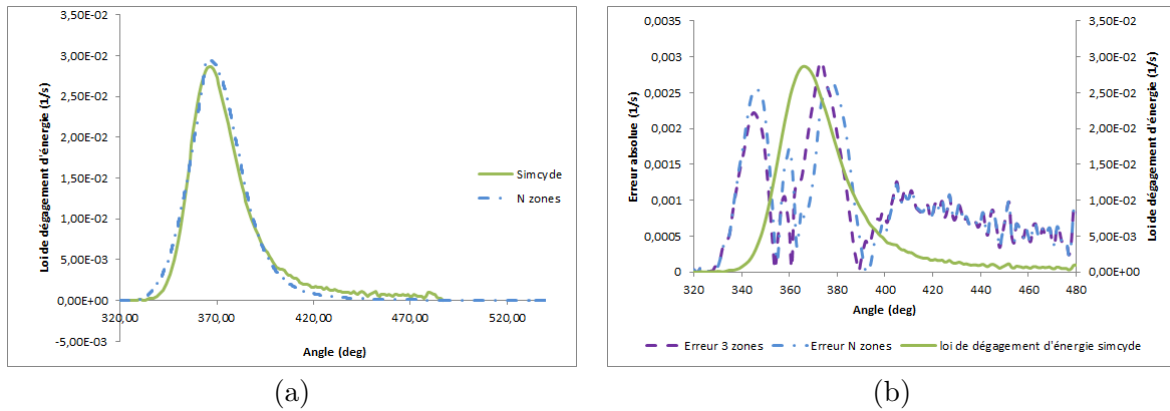 3,50E-02
3,00E-02
2,50E-02
2,00E-02
1,50E-02
1,00E-02
5,00E-03
0,00E+00
-5,00E-03
Loi de dégagement d'énergie (1/s)
320,00 370,00 420,00 470,00 520,00
Angle (deg)
Simcyde
N zones
(a)
0,0035
0,003
0,0025
0,002
0,0015
0,001
0,0005
0
Erreur absolue (1/s)
3,50E-02
3,00E-02
2,50E-02
2,00E-02
1,50E-02
1,00E-02
5,00E-03
0,00E+00
Loi de dégagement d'énergie (1/s)
320 340 360 380 400 420 440 460 480
Angle (deg)
Erreur 3 zones Erreur N zones loi de dégagement d'énergie simcyde
(b)